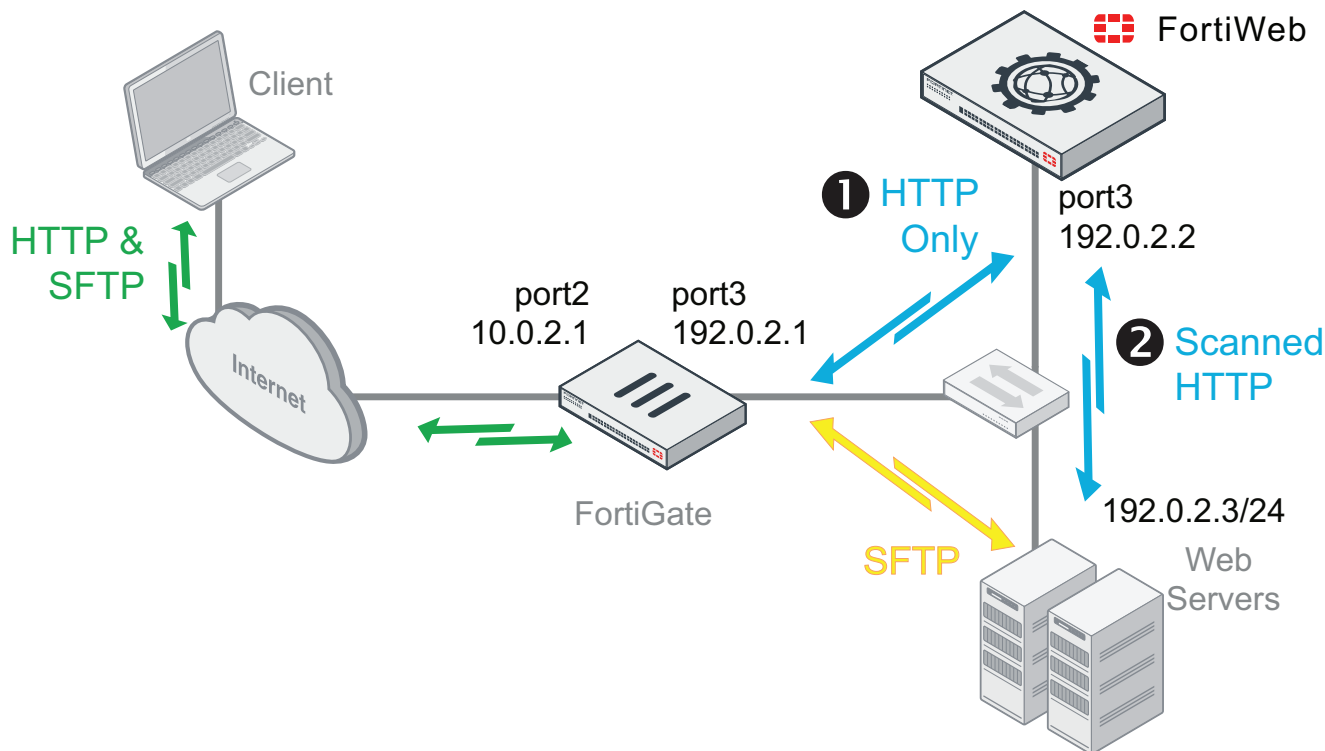 FortiWeb
Client
❶ HTTP
Only
port3
192.0.2.2
HTTP &
SFTP
port2
10.0.2.1
port3
192.0.2.1
❷ Scanned
HTTP
Internet
FortiGate
SFTP
192.0.2.3/24
Web
Servers